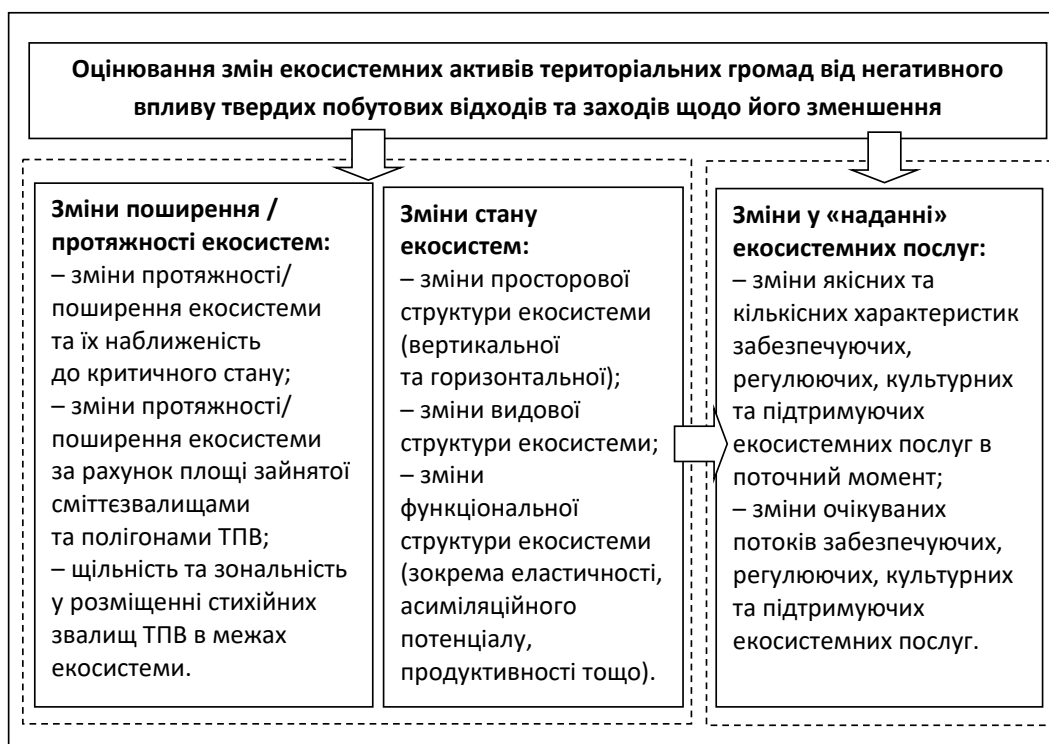 Оцінювання змін екосистемних активів територіальних громад від негативного
впливу твердих побутових відходів та заходів щодо його зменшення
Зміни поширення /
протяжності екосистем:
– зміни протяжності/
поширення екосистеми
та їх наближеність
до критичного стану;
– зміни протяжності/
поширення екосистеми
за рахунок площі зайнятої
сміттєзвалищами
та полігонами ТПВ;
– щільність та зональність
у розміщенні стихійних
звалищ ТПВ в межах
екосистеми.
Зміни стану
екосистем:
– зміни просторової
структури екосистеми
(вертикальної
та горизонтальної);
– зміни видової
структури екосистеми;
– зміни
функціональної
структури екосистеми
(зокрема еластичності,
асиміляційного
потенціалу,
продуктивності тощо).
Зміни у «наданні»
екосистемних послуг:
– зміни якісних та
кількісних характеристик
забезпечуючих,
регулюючих, культурних
та підтримуючих
екосистемних послуг в
поточний момент;
– зміни очікуваних
потоків забезпечуючих,
регулюючих, культурних
та підтримуючих
екосистемних послуг.